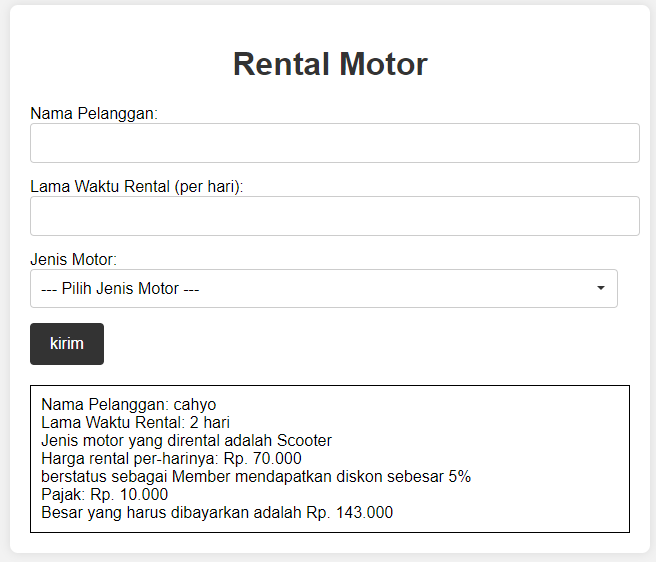 Rental Motor
Nama Pelanggan:
Lama Waktu Rental (per hari):
Jenis Motor:
--- Pilih Jenis Motor ---
kirim
Nama Pelanggan: cahyo
Lama Waktu Rental: 2 hari
Jenis motor yang dirental adalah Scooter
Harga rental per-harinya: Rp. 70.000
berstatus sebagai Member mendapatkan diskon sebesar 5%
Pajak: Rp. 10.000
Besar yang harus dibayarkan adalah Rp. 143.000